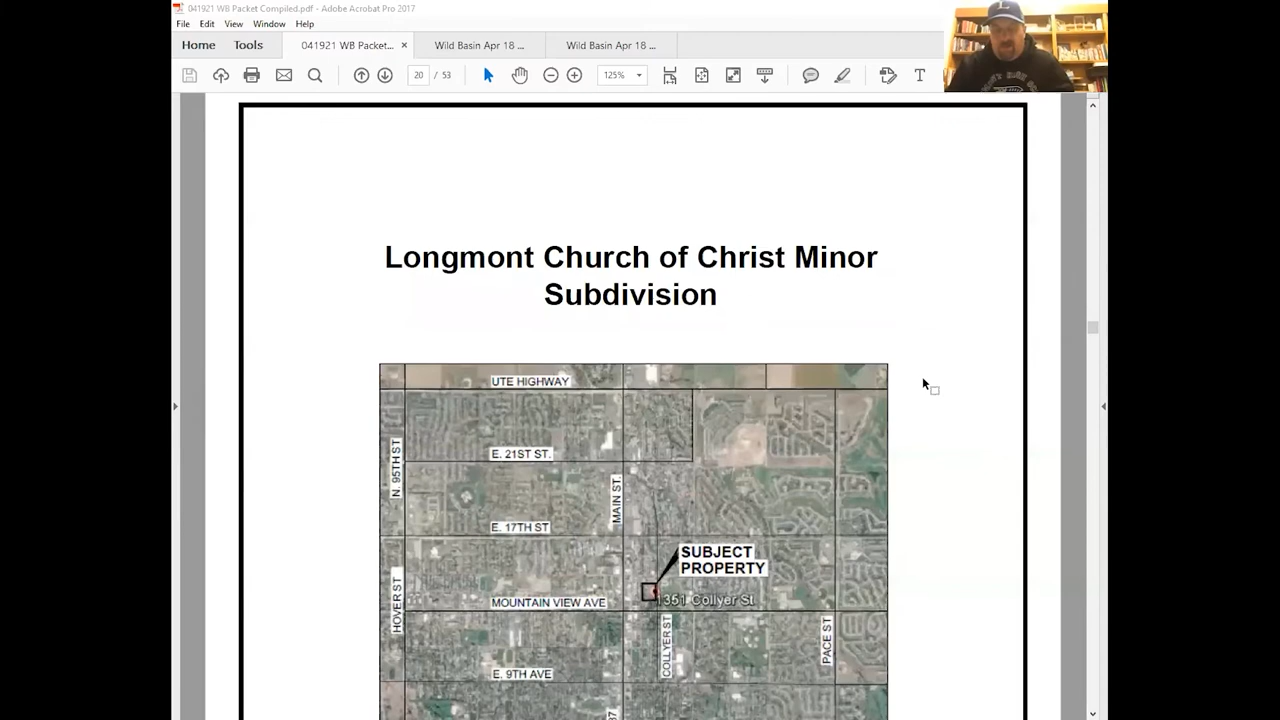 041921 WB Packet Compiled.pdf - Adobe Acrobat Pro 2017
File Edit View Window Help
Home Tools 041921 WB Packet... × Wild Basin Apr 18 ... Wild Basin Apr 18 ...
20 / 53 125%
Longmont Church of Christ Minor
Subdivision
UTE HIGHWAY
N. 95TH ST
E. 21ST ST.
MAIN ST.
E. 17TH ST
SUBJECT
PROPERTY
1351 Collyer St
HOVER ST
MOUNTAIN VIEW AVE
COLLYER ST
PACE ST
E. 9TH AVE